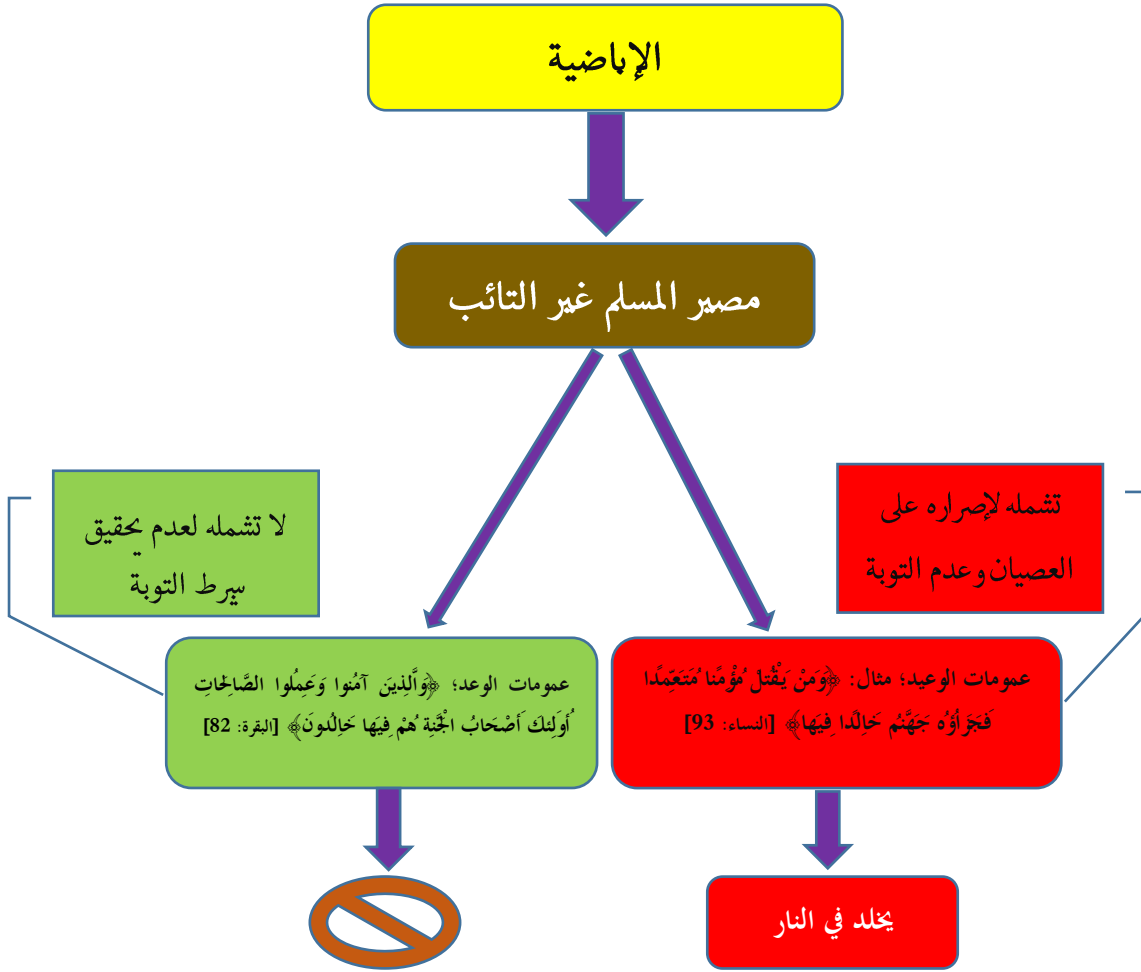 الإباضية
مصير المسلم غير التائب
تشمله لإصراره على
العصيان وعدم التوبة
لا تشمله لعدم تحقيق
شرط التوبة
عمومات الوعيد؛ مثال: ﴿وَمَنْ يَقْتُلْ مُؤْمِنًا مُتَعَمِّدًا
فَجَزَاؤُهُ جَهَنَّمُ خَالِدًا فِيهَا﴾ [النساء: 93]
عمومات الوعد؛ ﴿وَالَّذِينَ آمَنُوا وَعَمِلُوا الصَّالِحَاتِ
أُولَئِكَ أَصْحَابُ الْجَنَّةِ هُمْ فِيهَا خَالِدُونَ﴾ [البقرة: 82]
يخلد في النار